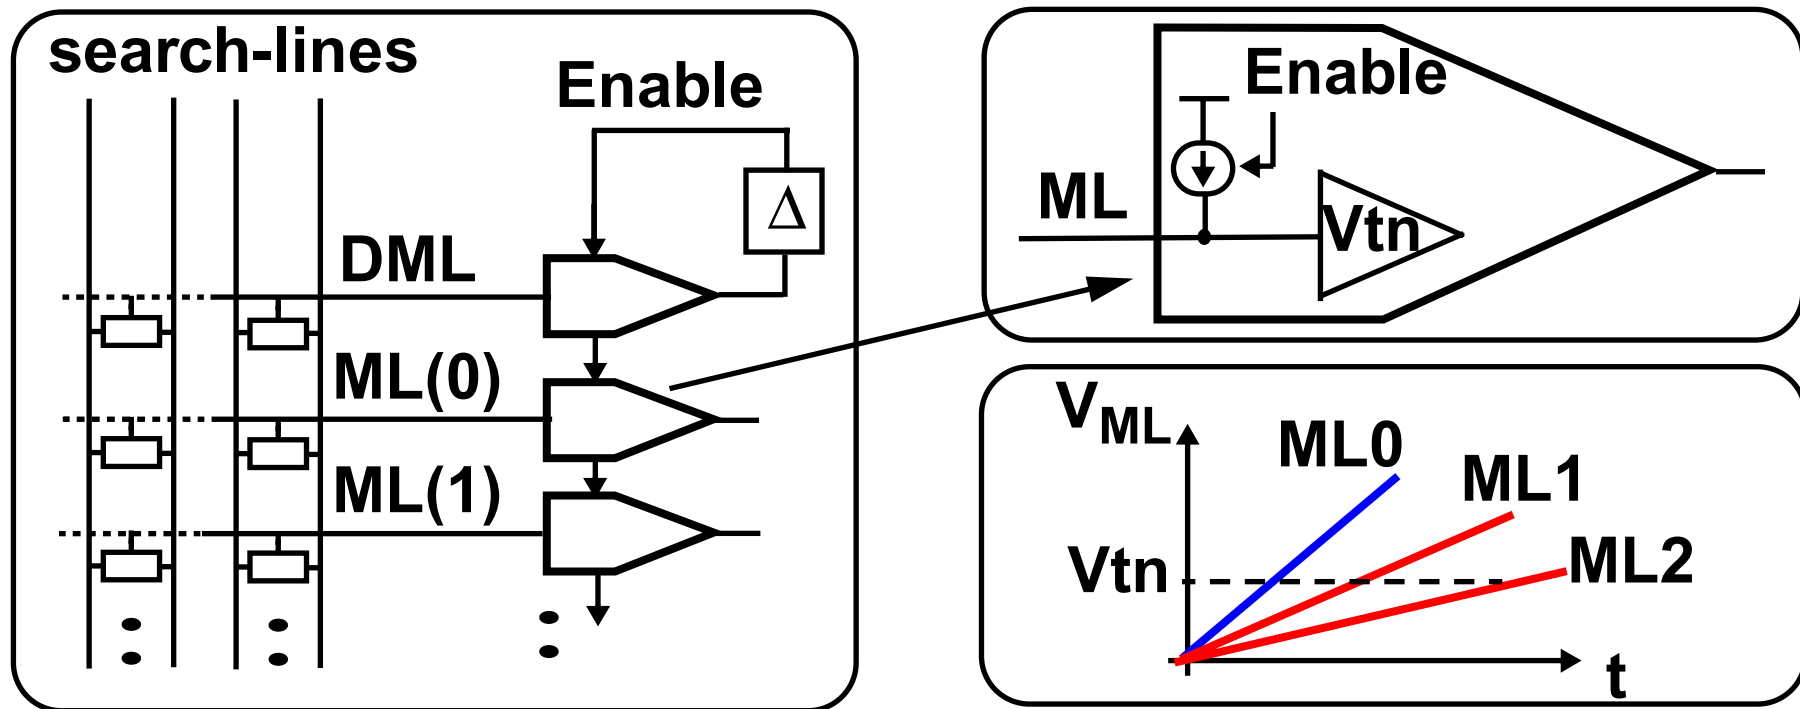 search-lines
Enable
Δ
DML
ML(0)
ML(1)
Enable
ML
Vtn
VML
ML0
ML1
ML2
Vtn
t